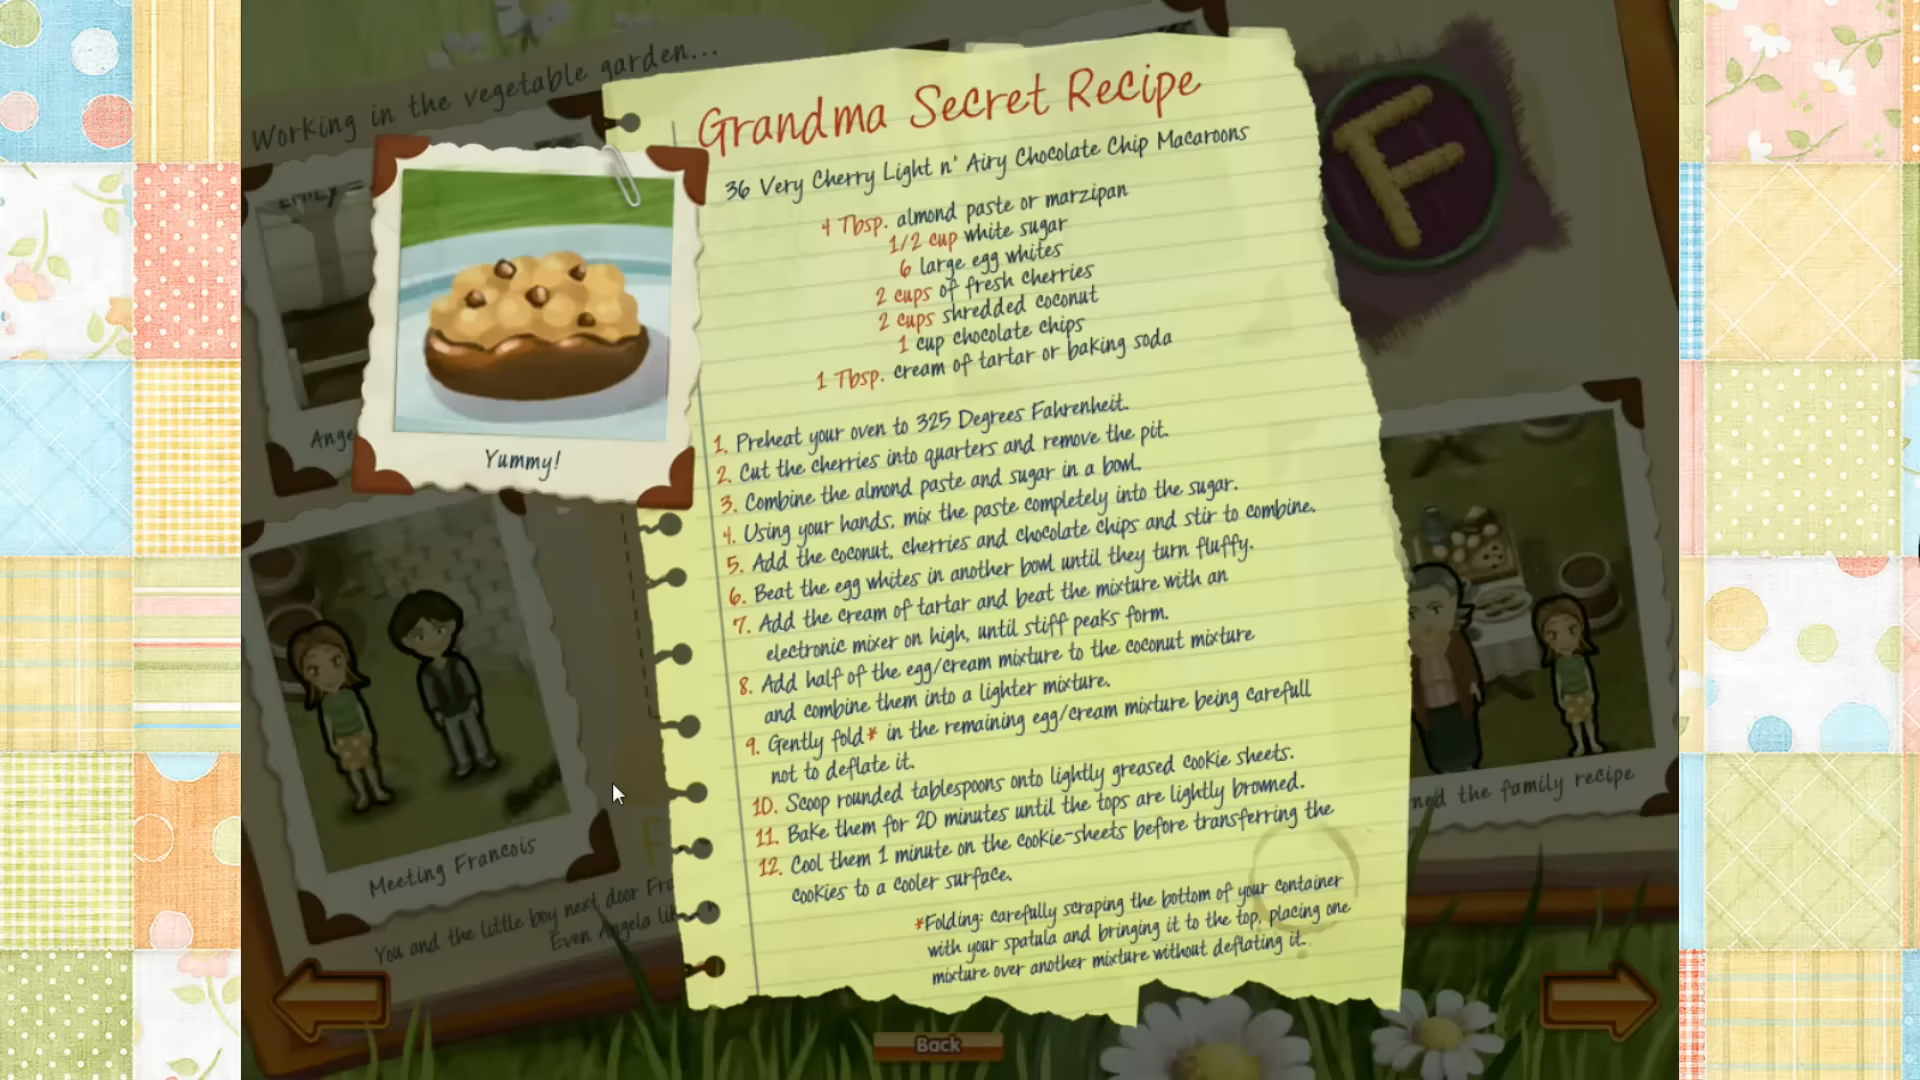 Working in the vegetable garden...
Grandma Secret Recipe
36 Very Cherry Light n' Airy Chocolate Chip Macaroons
4 Tbsp. almond paste or marzipan
1/2 cup white sugar
6 large egg whites
2 cups of fresh cherries
2 cups shredded coconut
1 cup chocolate chips
1 Tbsp. cream of tartar or baking soda
1. Preheat your oven to 325 Degrees Fahrenheit.
2. Cut the cherries into quarters and remove the pit.
3. Combine the almond paste and sugar in a bowl.
4. Using your hands, mix the paste completely into the sugar.
5. Add the coconut, cherries and chocolate chips and stir to combine.
6. Beat the egg whites in another bowl until they turn fluffy.
7. Add the cream of tartar and beat the mixture with an
electronic mixer on high, until stiff peaks form.
8. Add half of the egg/cream mixture to the coconut mixture
and combine them into a lighter mixture.
9. Gently fold* in the remaining egg/cream mixture being carefull
not to deflate it.
10. Scoop rounded tablespoons onto lightly greased cookie sheets.
11. Bake them for 20 minutes until the tops are lightly browned.
12. Cool them 1 minute on the cookie-sheets before transferring the
cookies to a cooler surface.
*Folding: carefully scraping the bottom of your container
with your spatula and bringing it to the top, placing one
mixture over another mixture without deflating it.
Yummy!
F
Ange
Meeting Francois
You and the little boy next door Fra
Even Angela lik
ned the family recipe
Back